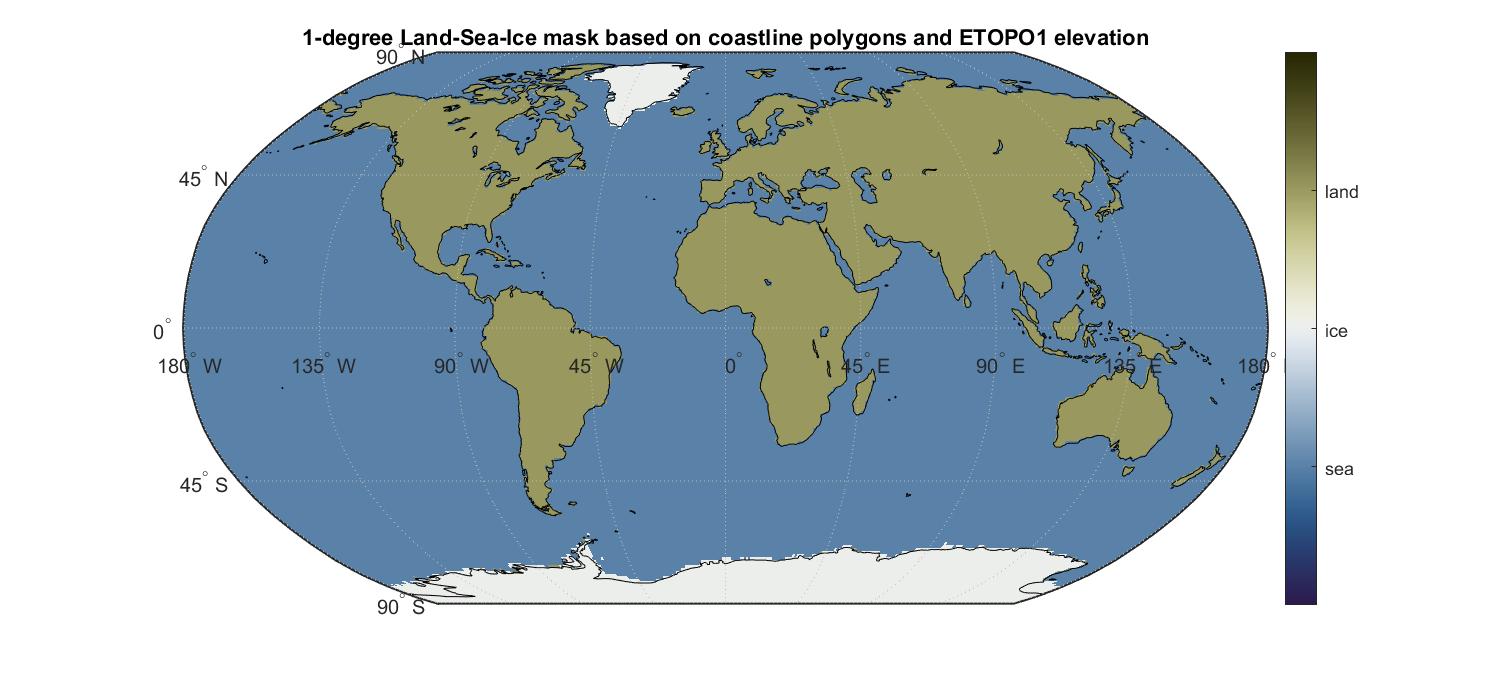 1-degree Land-Sea-Ice mask based on coastline polygons and ETOPO1 elevation
90° N
45° N
0°
180° W
135° W
90° W
45° W
0°
45° E
90° E
135° E
180°
45° S
90° S
land
ice
sea